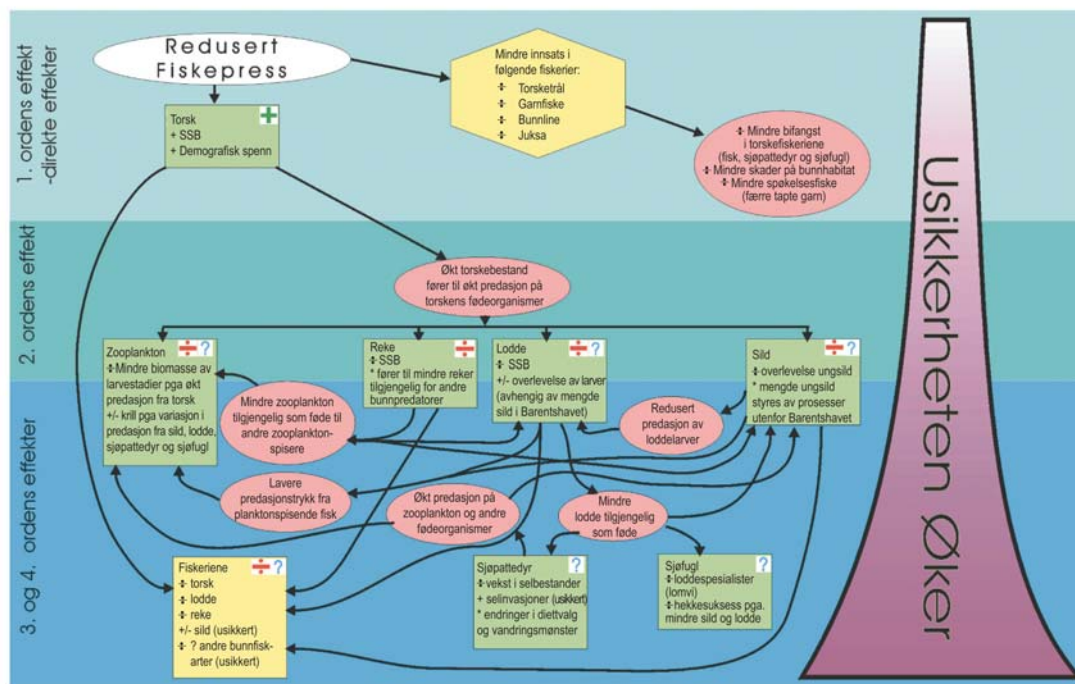 1. ordens effekt
-direkte effekter
Redusert
Fiskepress
Mindre innsats i
følgende fiskerier:
÷ Torsketrål
÷ Garnfiske
÷ Bunnline
÷ Juksa
Torsk
+ SSB
+ Demografisk spenn
÷ Mindre bifangst
i torskefiskeriene
(fisk, sjøpattedyr og sjøfugl)
÷ Mindre skader på bunnhabitat
÷ Mindre spøkelsesfiske
(færre tapte garn)
2. ordens effekt
Økt torskebestand
fører til økt predasjon på
torskens fødeorganismer
Zooplankton ÷ ?
÷ Mindre biomasse av
larvestadier pga økt
predasjon fra torsk
+/- krill pga variasjon i
predasjon fra sild, lodde,
sjøpattedyr og sjøfugl
Reke ÷
÷ SSB
* fører til mindre reker
tilgjengelig for andre
bunnpredatorer
Lodde ÷ ?
÷ SSB
+/- overlevelse av larver
(avhengig av mengde
sild i Barentshavet)
Sild ÷ ?
÷ overlevelse ungsild
* mengde ungsild
styres av prosesser
utenfor Barentshavet
3. og 4. ordens effekter
Mindre zooplankton
tilgjengelig som føde til
andre zooplankton-
spisere
Redusert
predasjon av
loddelarver
Lavere
predasjonstrykk fra
planktonspisende fisk
Økt predasjon på
zooplankton og andre
fødeorganismer
Mindre
lodde tilgjengelig
som føde
Fiskeriene ÷ ?
÷ torsk
÷ lodde
÷ reke
+/- sild (usikkert)
÷ ? andre bunnfisk-
arter (usikkert)
Sjøpattedyr ?
÷ vekst i selbestander
+ selinvasjoner (usikkert)
* endringer i diettvalg
og vandringsmønster
Sjøfugl ?
÷ loddespesialister
(lomvi)
÷ hekkesuksess pga.
mindre sild og lodde
Usikkerheten Øker